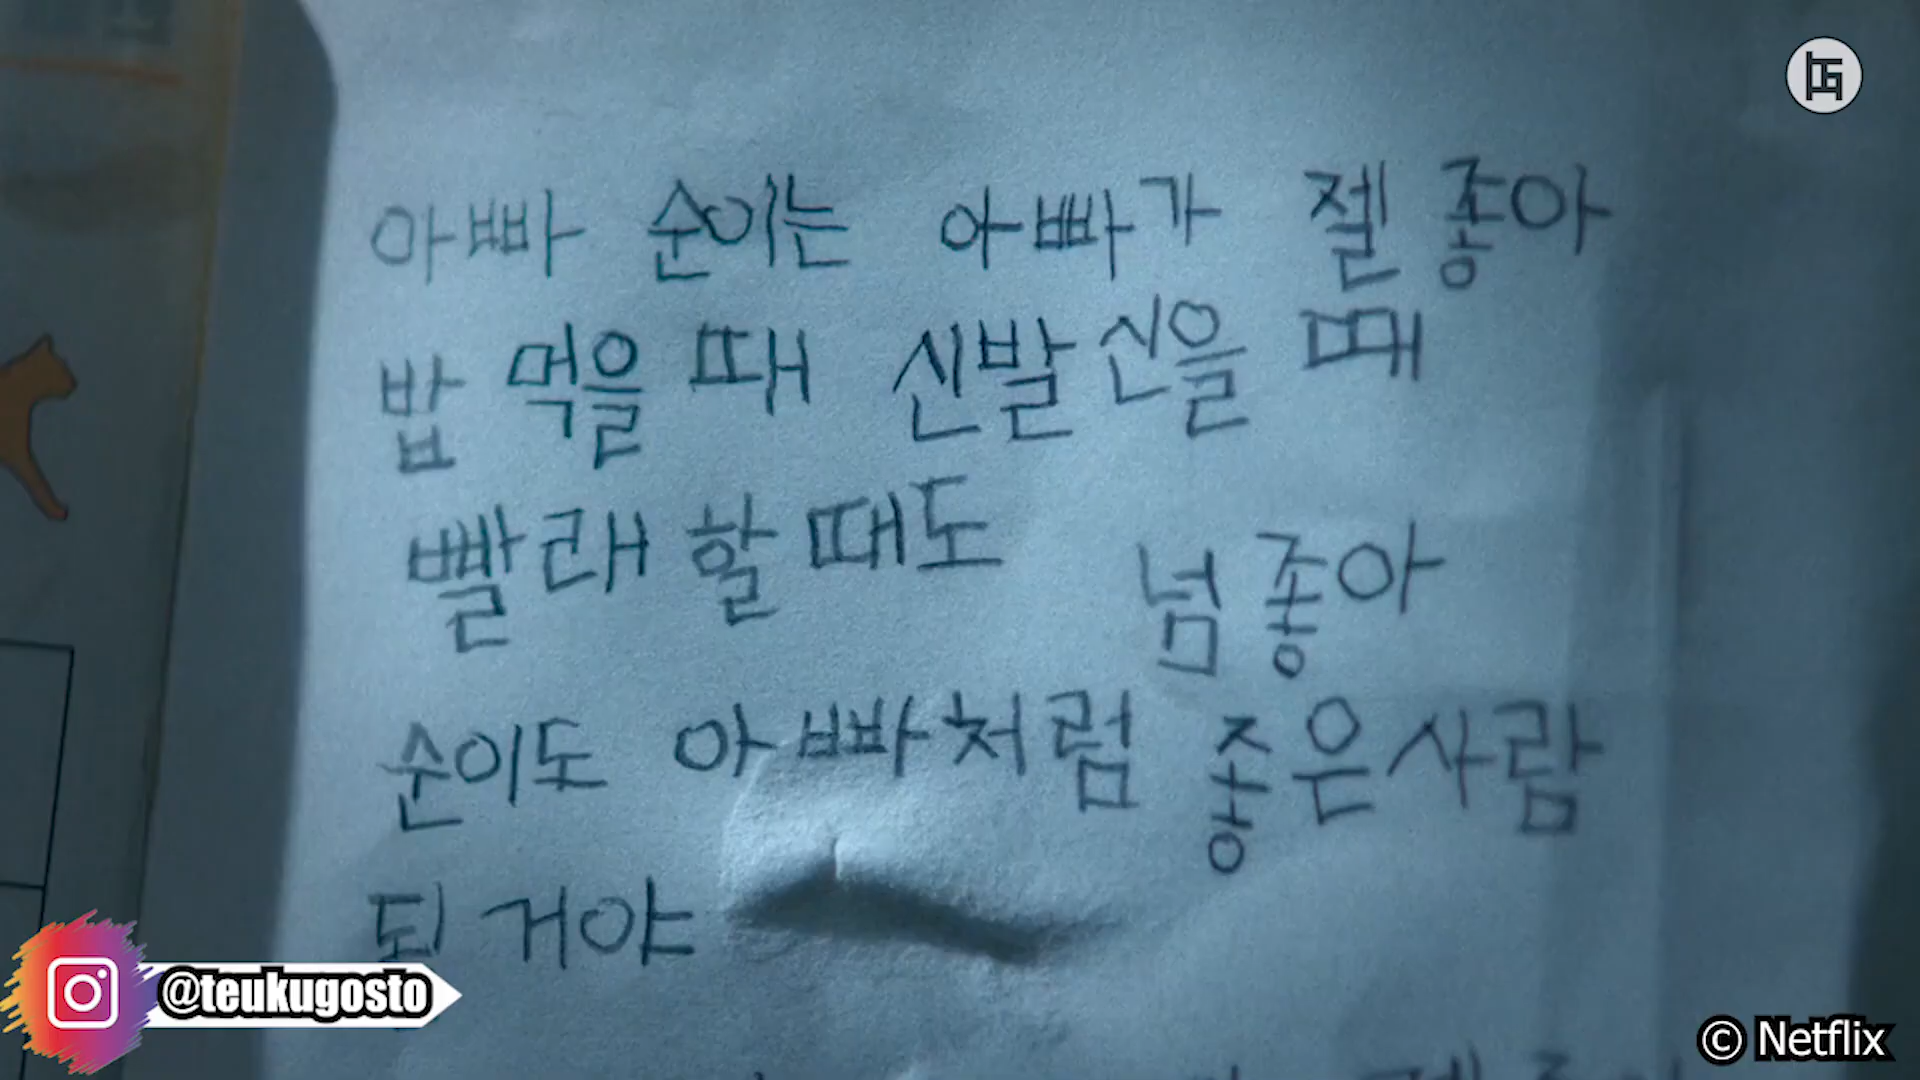 아빠 순이는 아빠가 젤 좋아
밥 먹을 때 신발신을 때
빨래 할때도 넘 좋아
순이도 아빠처럼 좋은사람
되거야
@teukugosto
© Netflix